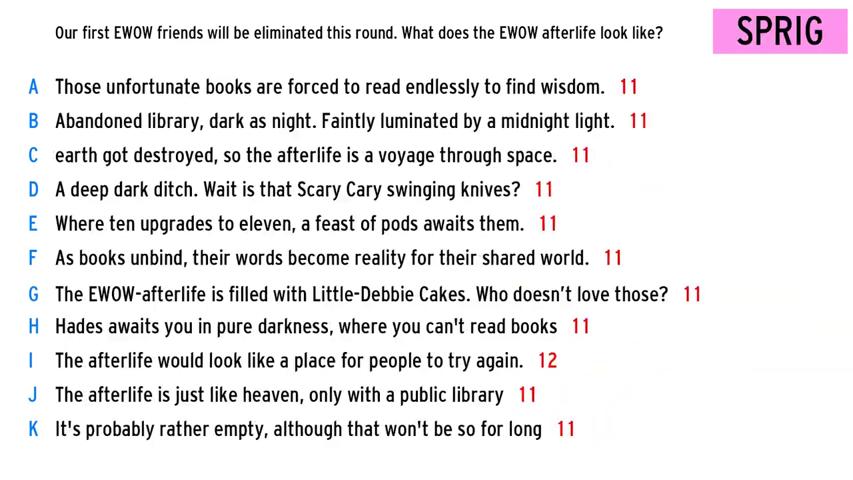 Our first EWOW friends will be eliminated this round. What does the EWOW afterlife look like?
SPRIG
A Those unfortunate books are forced to read endlessly to find wisdom. 11
B Abandoned library, dark as night. Faintly luminated by a midnight light. 11
C earth got destroyed, so the afterlife is a voyage through space. 11
D A deep dark ditch. Wait is that Scary Cary swinging knives? 11
E Where ten upgrades to eleven, a feast of pods awaits them. 11
F As books unbind, their words become reality for their shared world. 11
G The EWOW-afterlife is filled with Little-Debbie Cakes. Who doesn’t love those? 11
H Hades awaits you in pure darkness, where you can't read books 11
I The afterlife would look like a place for people to try again. 12
J The afterlife is just like heaven, only with a public library 11
K It's probably rather empty, although that won't be so for long 11